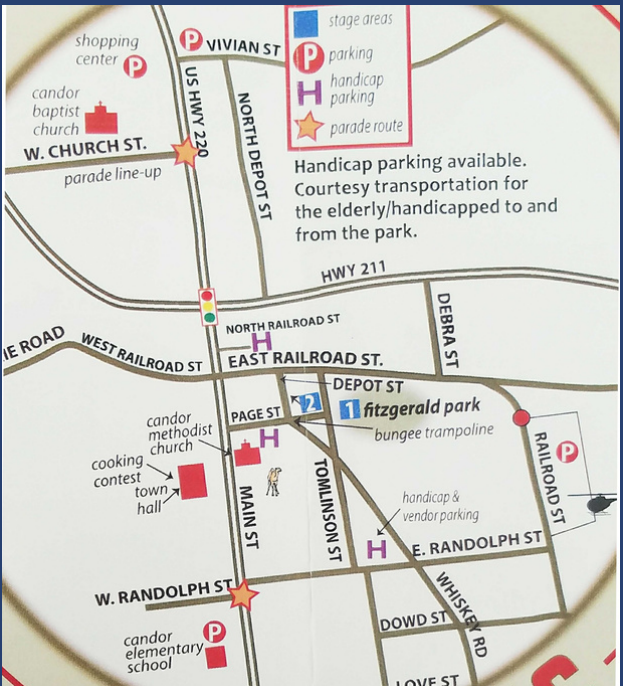 shopping
center P
P VIVIAN ST
stage areas
P parking
H handicap
parking
parade route
candor
baptist
church
US HWY 220
NORTH DEPOT ST
W. CHURCH ST.
parade line-up
Handicap parking available.
Courtesy transportation for
the elderly/handicapped to and
from the park.
HWY 211
NORTH RAILROAD ST
H
DEBRA ST
IE ROAD
WEST RAILROAD ST
EAST RAILROAD ST.
DEPOT ST
2
1 fitzgerald park
PAGE ST
bungee trampoline
candor
methodist
church
H
cooking
contest
town
hall
MAIN ST
TOMLINSON ST
RAILROAD ST
P
handicap &
vendor parking
H
E. RANDOLPH ST
W. RANDOLPH ST
WHISKEY RD
DOWD ST
candor
elementary
school
P
LOVE ST